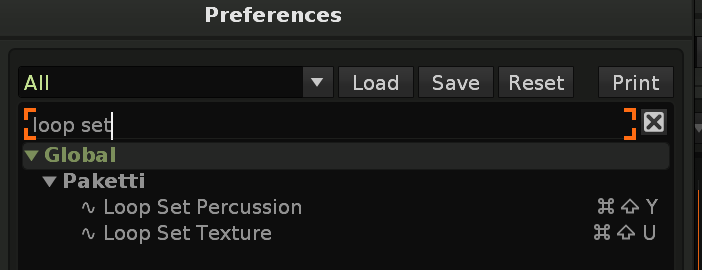 Preferences
All Load Save Reset Print
loop set
Global
Paketti
∿ Loop Set Percussion ⌘ ⇧ Y
∿ Loop Set Texture ⌘ ⇧ U